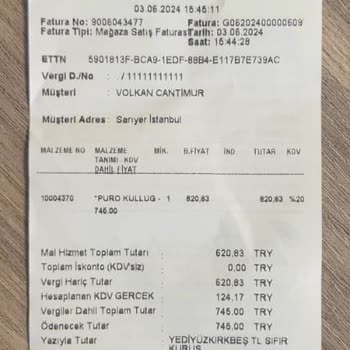 03.06.2024 15:45:11
Fatura No: 9006043477 Fatura: G06202400000609
Fatura Tipi: Mağaza Satış Faturası Tarih: 03.06.2024
Saat: 15:44:28
ETTN : 5901813F-BCA9-1EDF-88B4-E117B7E739AC
Vergi D./No : / 11111111111
Müşteri : VOLKAN CANTİMUR
Müşteri Adres : Sarıyer İstanbul
MALZEME NO MALZEME MİK. B.FİYAT İND TUTAR KDV
TANIMI - KDV
DAHİL FİYAT
10004370 *PURO KULLUG - 1 620,83 620,83 %20
745.00
Mal Hizmet Toplam Tutarı 620,83 TRY
Toplam İskonto (KDV'siz) 0,00 TRY
Vergi Hariç Tutar 620,83 TRY
Hesaplanan KDV GERCEK : 124,17 TRY
Vergiler Dahil Toplam Tutar : 745.00 TRY
Ödenecek Tutar : 745.00 TRY
Yazıyla Tutar : YEDİYÜZKIRKBEŞ TL SIFIR
KURUŞ